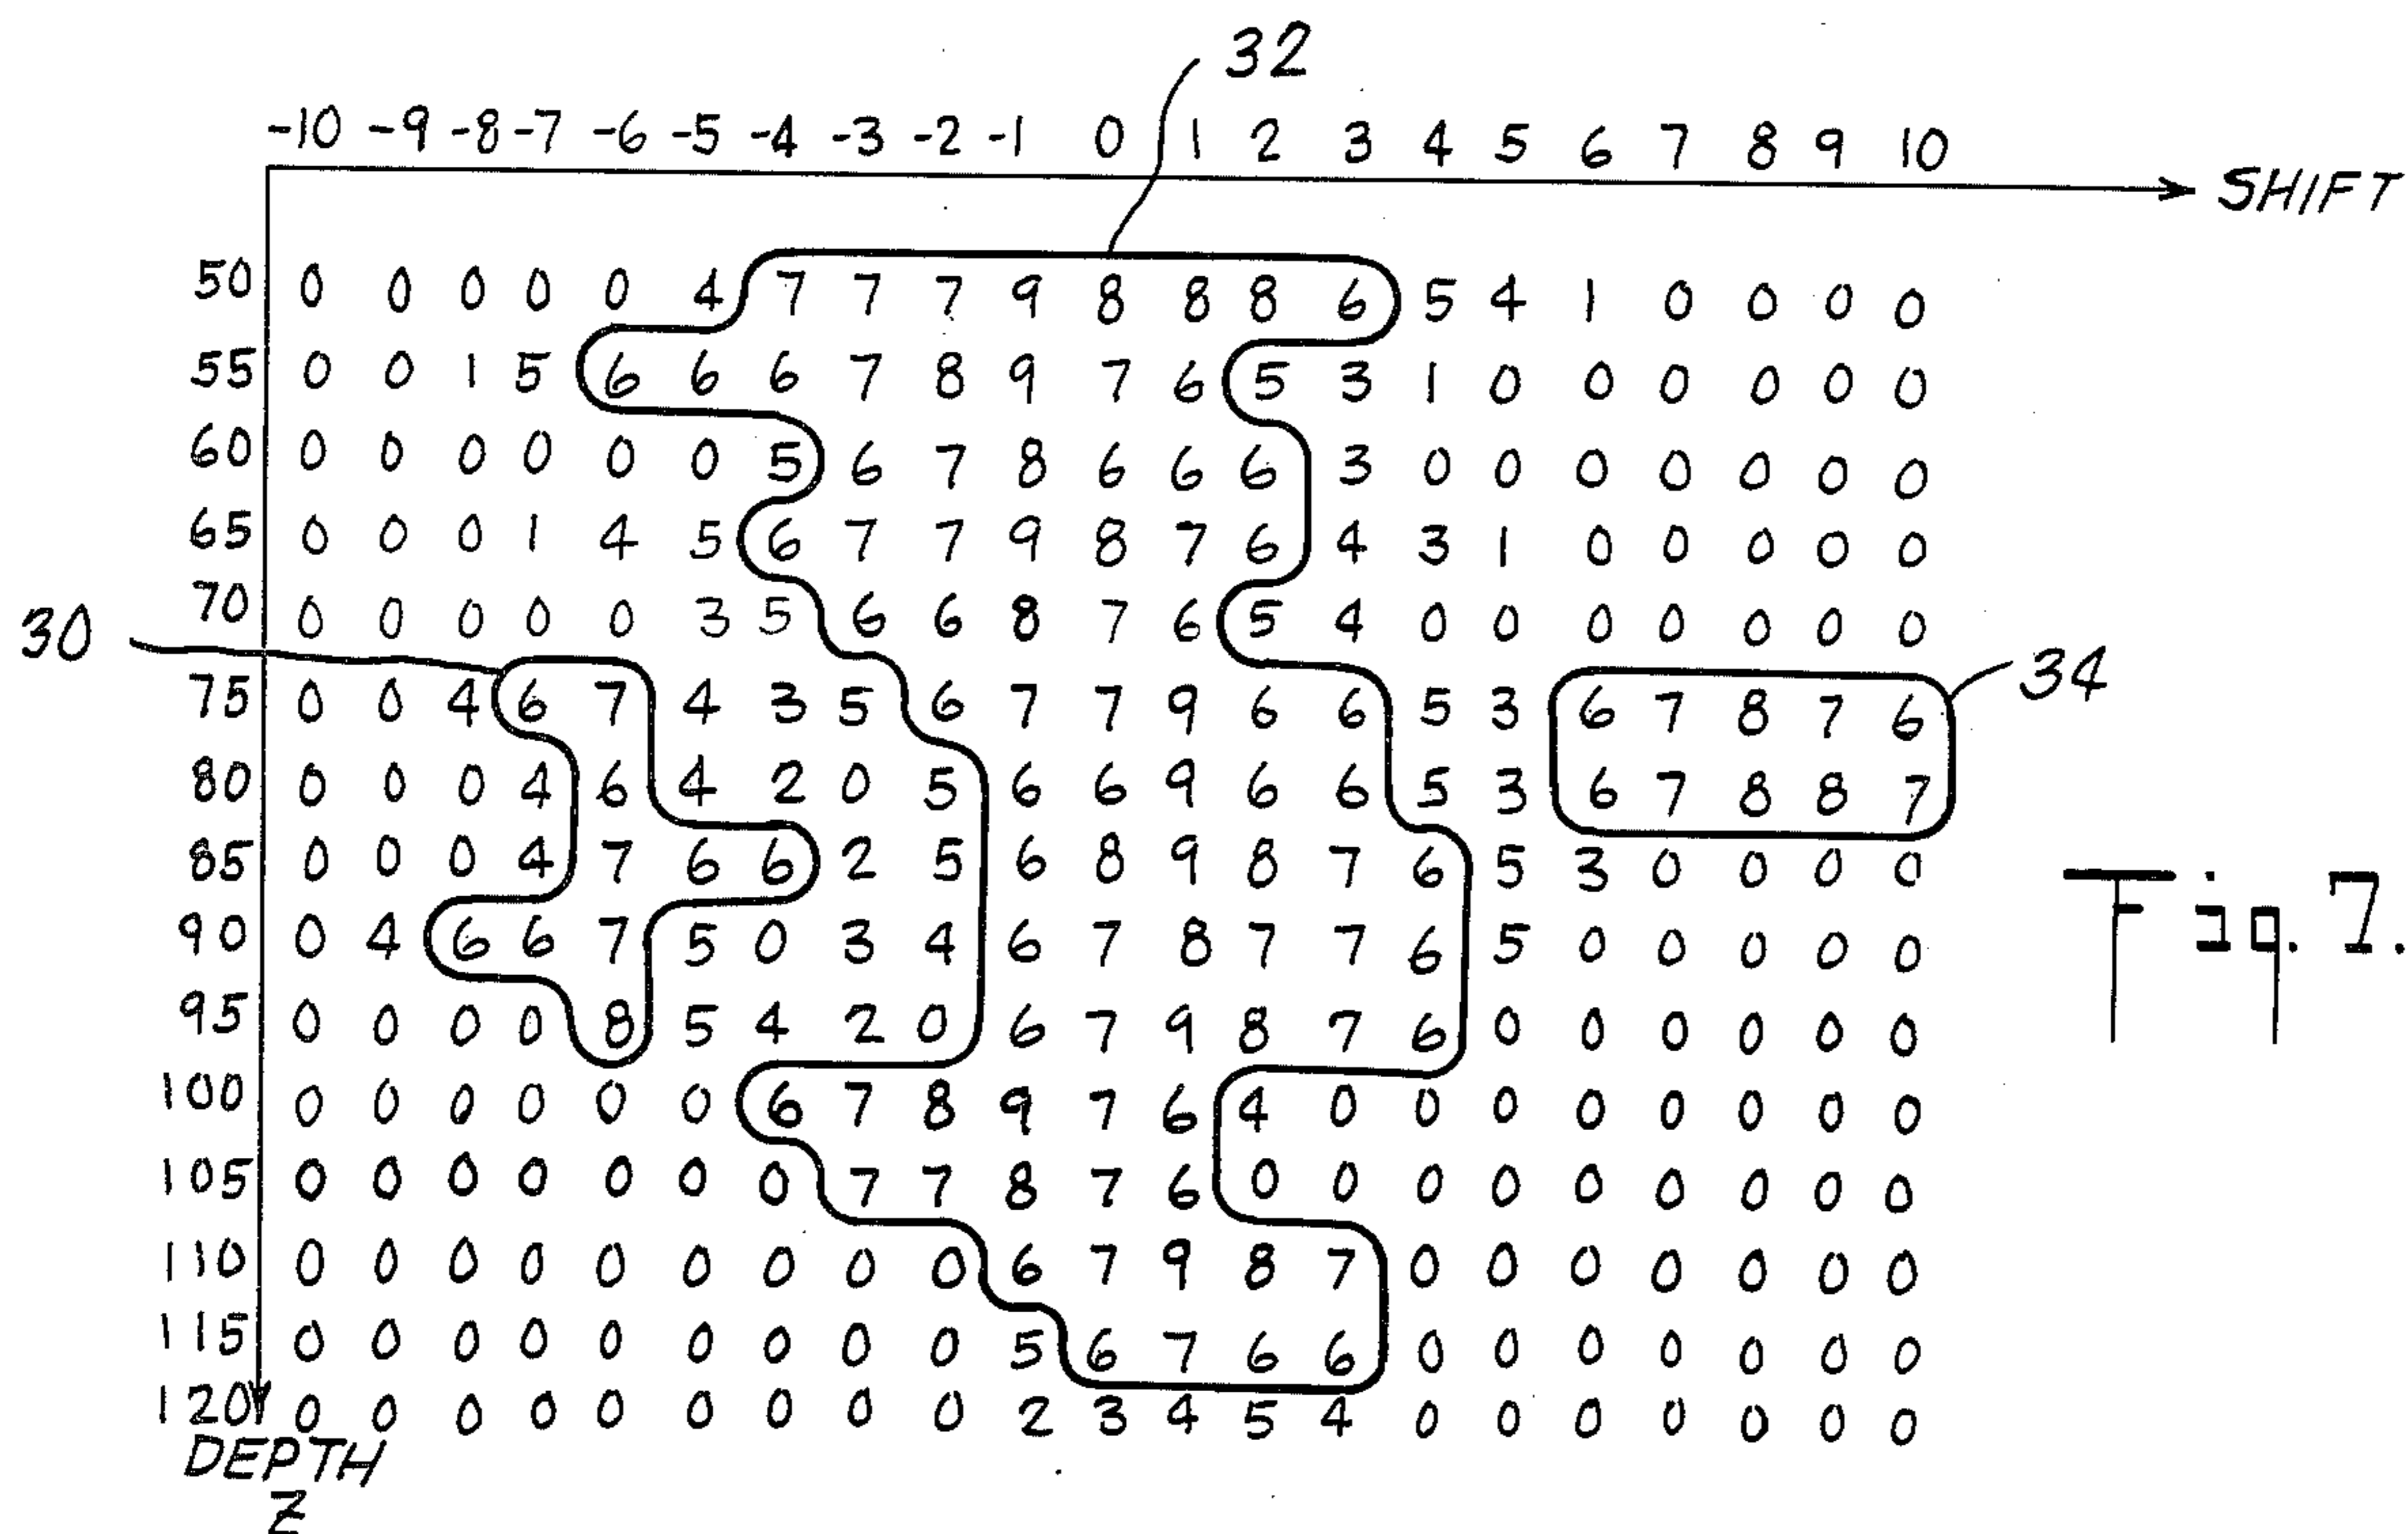 32
-10 -9 -8 -7 -6 -5 -4 -3 -2 -1 0 1 2 3 4 5 6 7 8 9 10
SHIFT
50 0 0 0 0 0 4 7 7 7 9 8 8 8 6 5 4 1 0 0 0 0
55 0 0 1 5 6 6 6 7 8 9 7 6 5 3 1 0 0 0 0 0 0
60 0 0 0 0 0 0 5 6 7 8 6 6 6 3 0 0 0 0 0 0 0
65 0 0 0 1 4 5 6 7 7 9 8 7 6 4 3 1 0 0 0 0 0
70 0 0 0 0 0 3 5 6 6 8 7 6 5 4 0 0 0 0 0 0 0
30
34
75 0 0 4 6 7 4 3 5 6 7 7 9 6 6 5 3 6 7 8 7 6
80 0 0 0 4 6 4 2 0 5 6 6 9 6 6 5 3 6 7 8 8 7
85 0 0 0 4 7 6 6 2 5 6 8 9 8 7 6 5 3 0 0 0 0
90 0 4 6 6 7 5 0 3 4 6 7 8 7 7 6 5 0 0 0 0 0
Fig. 7.
95 0 0 0 0 8 5 4 2 0 6 7 9 8 7 6 0 0 0 0 0 0
100 0 0 0 0 0 0 6 7 8 9 7 6 4 0 0 0 0 0 0 0 0
105 0 0 0 0 0 0 0 7 7 8 7 6 0 0 0 0 0 0 0 0 0
110 0 0 0 0 0 0 0 0 0 6 7 9 8 7 0 0 0 0 0 0 0
115 0 0 0 0 0 0 0 0 0 5 6 7 6 6 0 0 0 0 0 0 0
120 0 0 0 0 0 0 0 0 0 2 3 4 5 4 0 0 0 0 0 0 0
DEPTH
Z